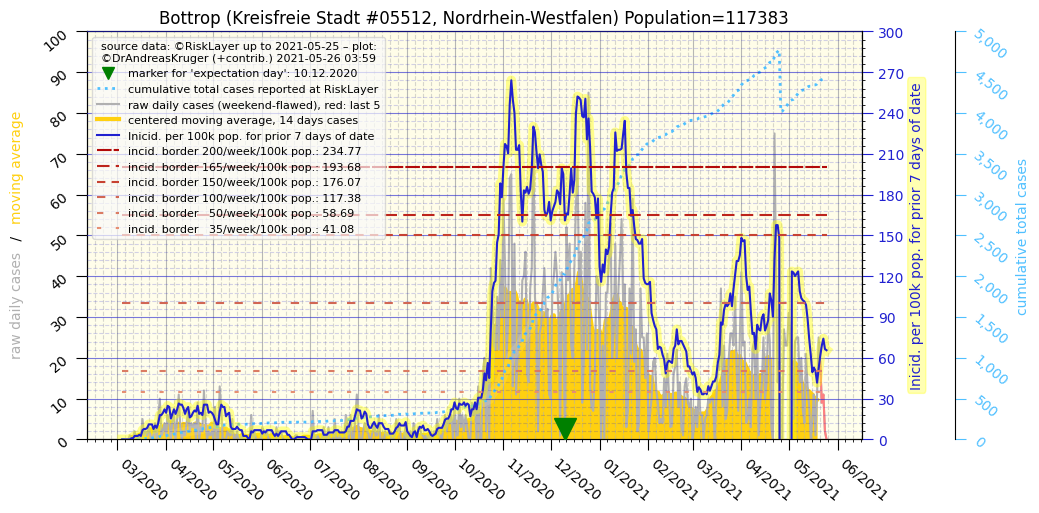 Bottrop (Kreisfreie Stadt #05512, Nordrhein-Westfalen) Population=117383
source data: ©RiskLayer up to 2021-05-25 – plot:
©DrAndreasKruger (+contrib.) 2021-05-26 03:59
marker for 'expectation day': 10.12.2020
cumulative total cases reported at RiskLayer
raw daily cases (weekend-flawed), red: last 5
centered moving average, 14 days cases
Inicid. per 100k pop. for prior 7 days of date
incid. border 200/week/100k pop.: 234.77
incid. border 165/week/100k pop.: 193.68
incid. border 150/week/100k pop.: 176.07
incid. border 100/week/100k pop.: 117.38
incid. border 50/week/100k pop.: 58.69
incid. border 35/week/100k pop.: 41.08
raw daily cases / moving average
100
90
80
70
60
50
40
30
20
10
0
300
270
240
210
180
150
120
90
60
30
0
Inicid. per 100k pop. for prior 7 days of date
5,000
4,500
4,000
3,500
3,000
2,500
2,000
1,500
1,000
500
0
cumulative total cases
03/2020
04/2020
05/2020
06/2020
07/2020
08/2020
09/2020
10/2020
11/2020
12/2020
01/2021
02/2021
03/2021
04/2021
05/2021
06/2021